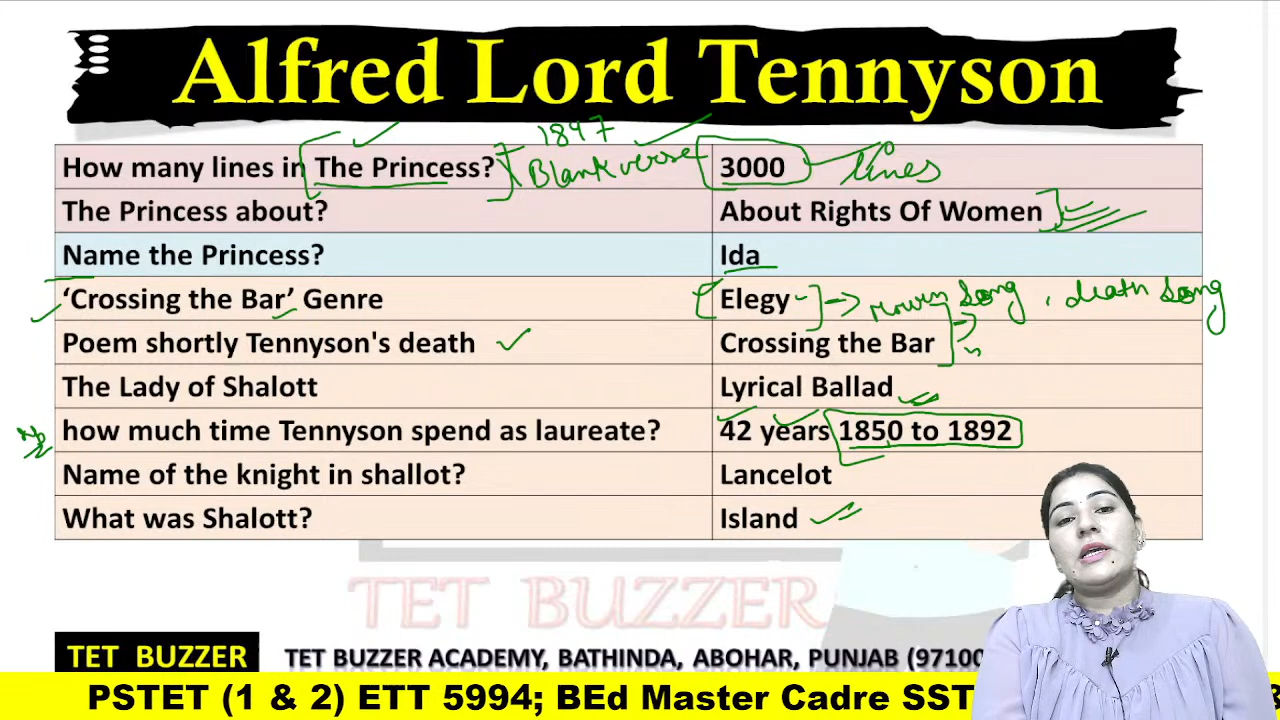 Alfred Lord Tennyson
1897
How many lines in The Princess? Blank verse 3000 lines
The Princess about? About Rights Of Women
Name the Princess? Ida
‘Crossing the Bar’ Genre Elegy song, death song
Poem shortly Tennyson's death Crossing the Bar
The Lady of Shalott Lyrical Ballad
how much time Tennyson spend as laureate? 42 years 1850 to 1892
Name of the knight in shallot? Lancelot
What was Shalott? Island
TET BUZZER
TET BUZZER TET BUZZER ACADEMY, BATHINDA, ABOHAR, PUNJAB (97100
PSTET (1 & 2) ETT 5994; BEd Master Cadre SST